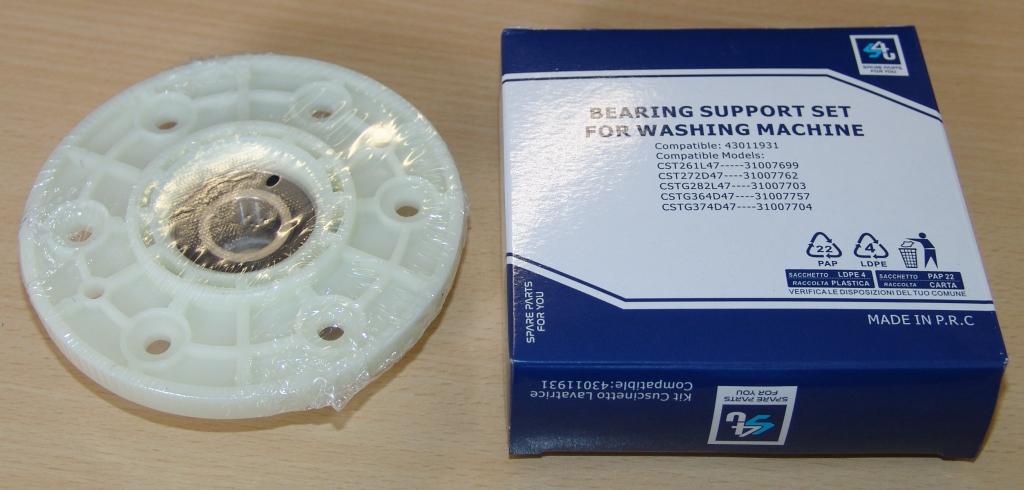 S4t
SPARE PARTS
FOR YOU
BEARING SUPPORT SET
FOR WASHING MACHINE
Compatible: 43011931
Compatible Models:
CST261L47-----31007699
CST272D47----31007762
CSTG282L47----31007703
CSTG364D47----31007757
CSTG374D47----31007704
22
PAP
4
LDPE
SACCHETTO LDPE 4
RACCOLTA PLASTICA
SACCHETTO PAP 22
RACCOLTA CARTA
VERIFICA LE DISPOSIZIONI DEL TUO COMUNE
SPARE PARTS
FOR YOU
MADE IN P.R.C
Kit Cuscinetto Lavatrice
Compatible:43011931
S4t
SPARE PARTS
FOR YOU